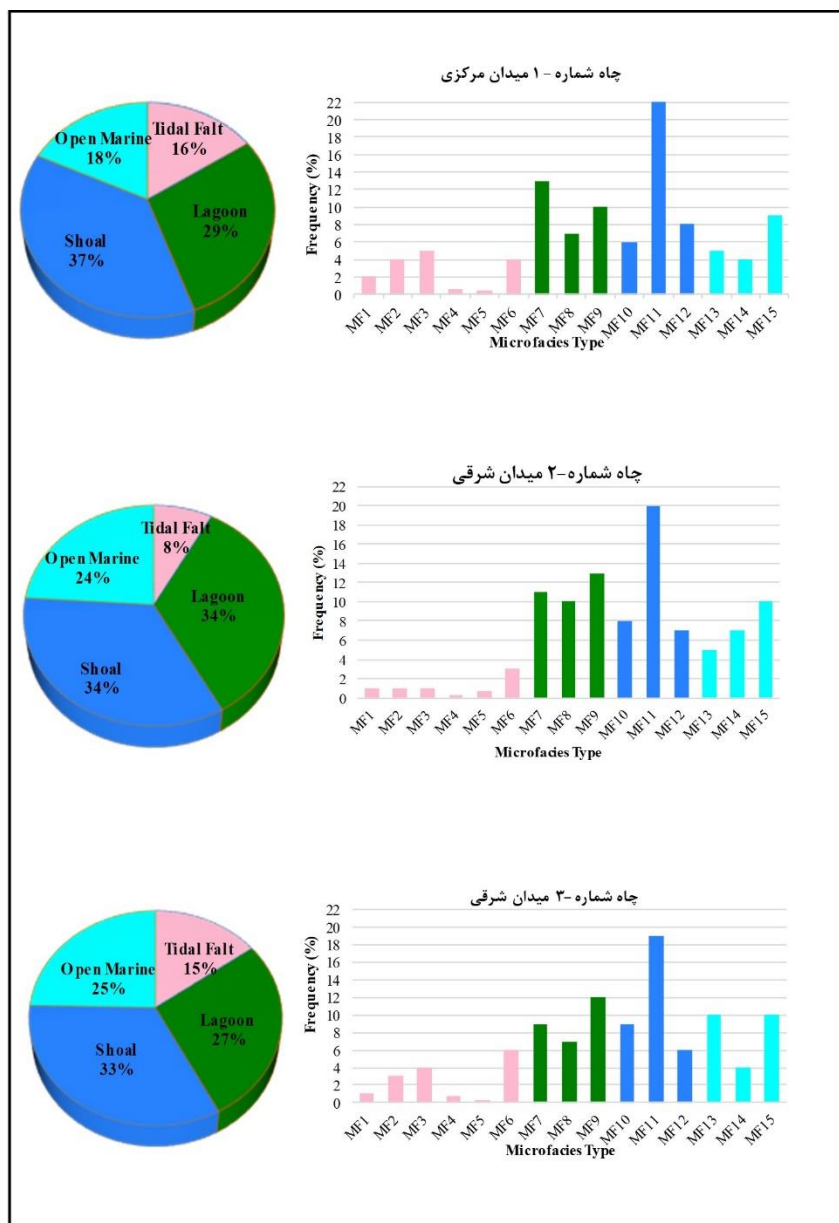 چاه شماره - ۱ میدان مرکزی
Open Marine
18%
Tidal Falt
16%
Lagoon
29%
Shoal
37%
Frequency (%)
22
20
18
16
14
12
10
8
6
4
2
0
MF1 MF2 MF3 MF4 MF5 MF6 MF7 MF8 MF9 MF10 MF11 MF12 MF13 MF14 MF15
Microfacies Type
چاه شماره -۲ میدان شرقی
Open Marine
24%
Tidal Falt
8%
Lagoon
34%
Shoal
34%
Frequency (%)
22
20
18
16
14
12
10
8
6
4
2
0
MF1 MF2 MF3 MF4 MF5 MF6 MF7 MF8 MF9 MF10 MF11 MF12 MF13 MF14 MF15
Microfacies Type
چاه شماره -۳ میدان شرقی
Open Marine
25%
Tidal Falt
15%
Lagoon
27%
Shoal
33%
Frequency (%)
22
20
18
16
14
12
10
8
6
4
2
0
MF1 MF2 MF3 MF4 MF5 MF6 MF7 MF8 MF9 MF10 MF11 MF12 MF13 MF14 MF15
Microfacies Type